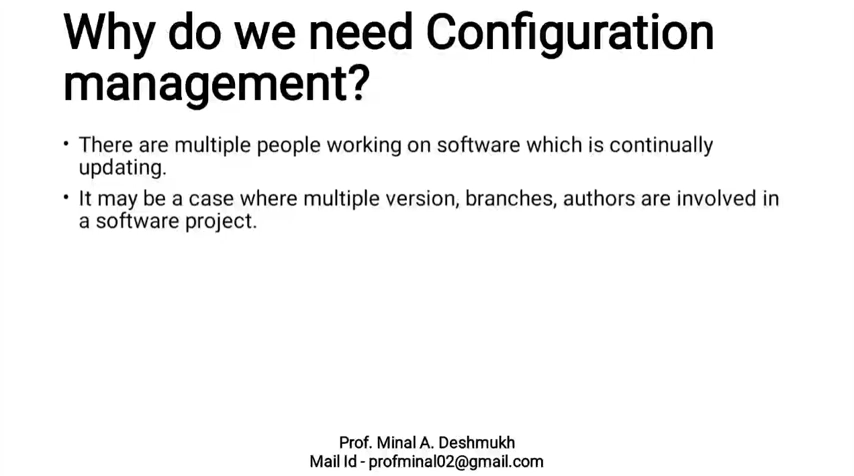 Why do we need Configuration
management?
• There are multiple people working on software which is continually
updating.
• It may be a case where multiple version, branches, authors are involved in
a software project.
Prof. Minal A. Deshmukh
Mail Id - profminal02@gmail.com